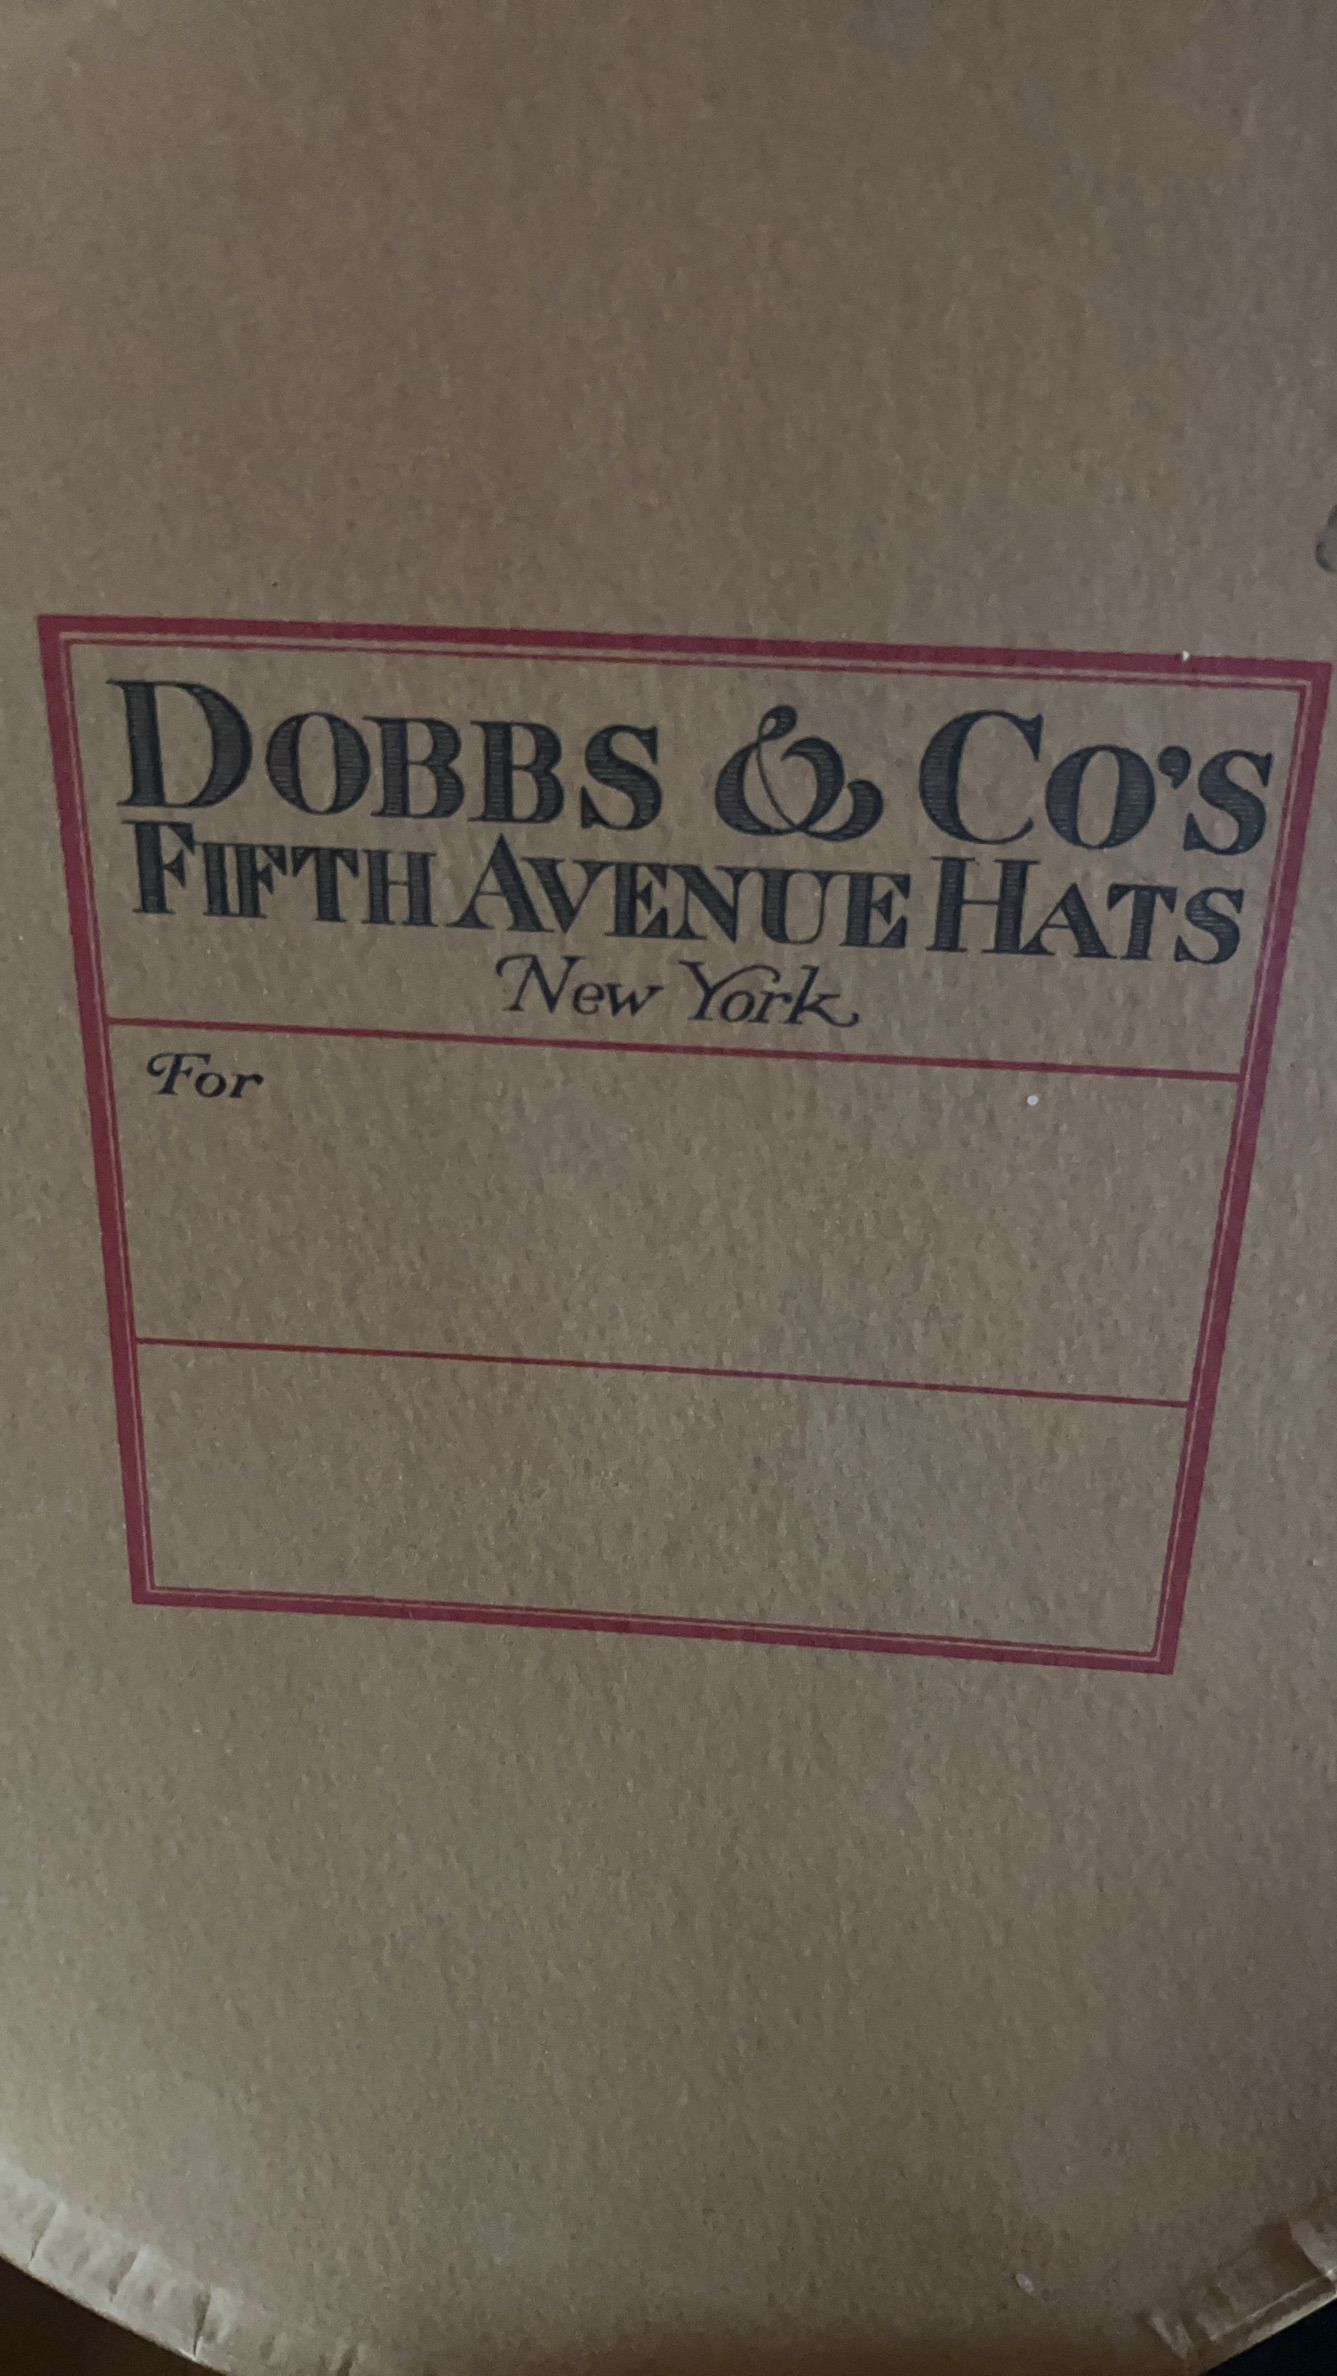 DOBBS & CO'S
FIFTH AVENUE HATS
New York
For